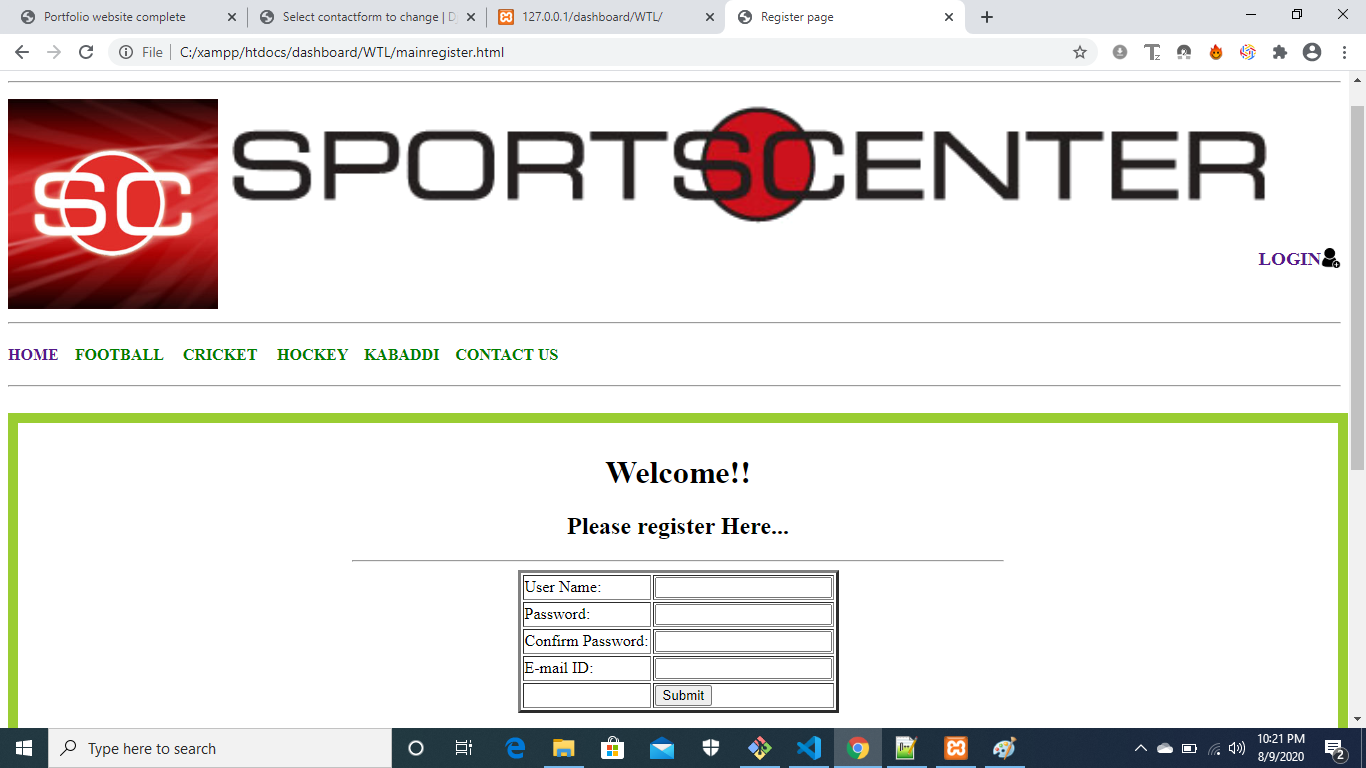 Portfolio website complete
Select contactform to change | Dj
127.0.0.1/dashboard/WTL/
Register page
File | C:/xampp/htdocs/dashboard/WTL/mainregister.html
SC
SPORTSCENTER
LOGIN
HOME FOOTBALL CRICKET HOCKEY KABADDI CONTACT US
Welcome!!
Please register Here...
User Name:
Password:
Confirm Password:
E-mail ID:
Submit
Type here to search
10:21 PM
8/9/2020
2